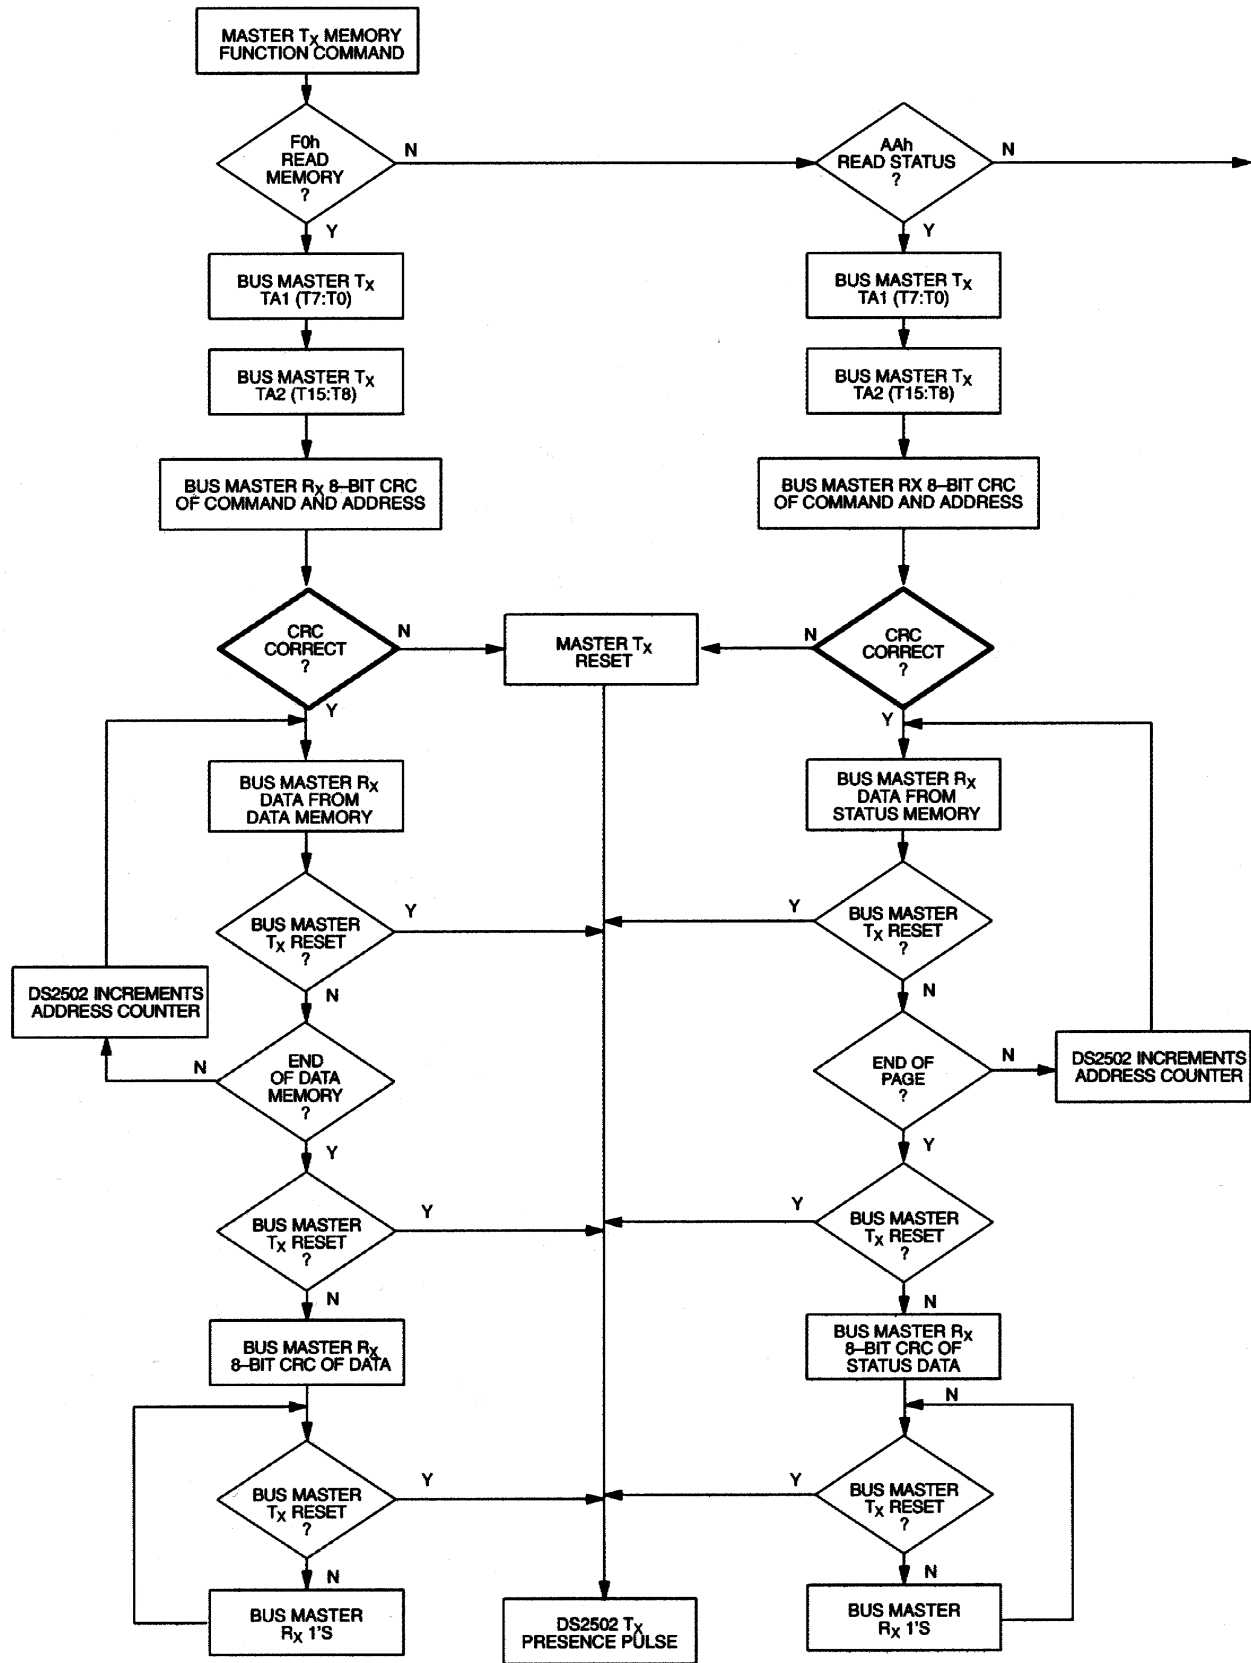 MASTER TX MEMORY
FUNCTION COMMAND
F0h
READ
MEMORY
?
N
Y
AAh
READ STATUS
?
N
Y
BUS MASTER TX
TA1 (T7:T0)
BUS MASTER TX
TA1 (T7:T0)
BUS MASTER TX
TA2 (T15:T8)
BUS MASTER TX
TA2 (T15:T8)
BUS MASTER RX 8–BIT CRC
OF COMMAND AND ADDRESS
BUS MASTER RX 8–BIT CRC
OF COMMAND AND ADDRESS
CRC
CORRECT
?
N
Y
MASTER TX
RESET
N
CRC
CORRECT
?
Y
BUS MASTER RX
DATA FROM
DATA MEMORY
BUS MASTER RX
DATA FROM
STATUS MEMORY
BUS MASTER
TX RESET
?
Y
N
Y
BUS MASTER
TX RESET
?
N
DS2502 INCREMENTS
ADDRESS COUNTER
N
END
OF DATA
MEMORY
?
Y
END OF
PAGE
?
N
Y
DS2502 INCREMENTS
ADDRESS COUNTER
BUS MASTER
TX RESET
?
Y
N
Y
BUS MASTER
TX RESET
?
N
BUS MASTER RX
8–BIT CRC OF DATA
BUS MASTER RX
8–BIT CRC OF
STATUS DATA
N
BUS MASTER
TX RESET
?
Y
N
Y
BUS MASTER
TX RESET
?
N
BUS MASTER
RX 1'S
DS2502 TX
PRESENCE PULSE
BUS MASTER
RX 1'S